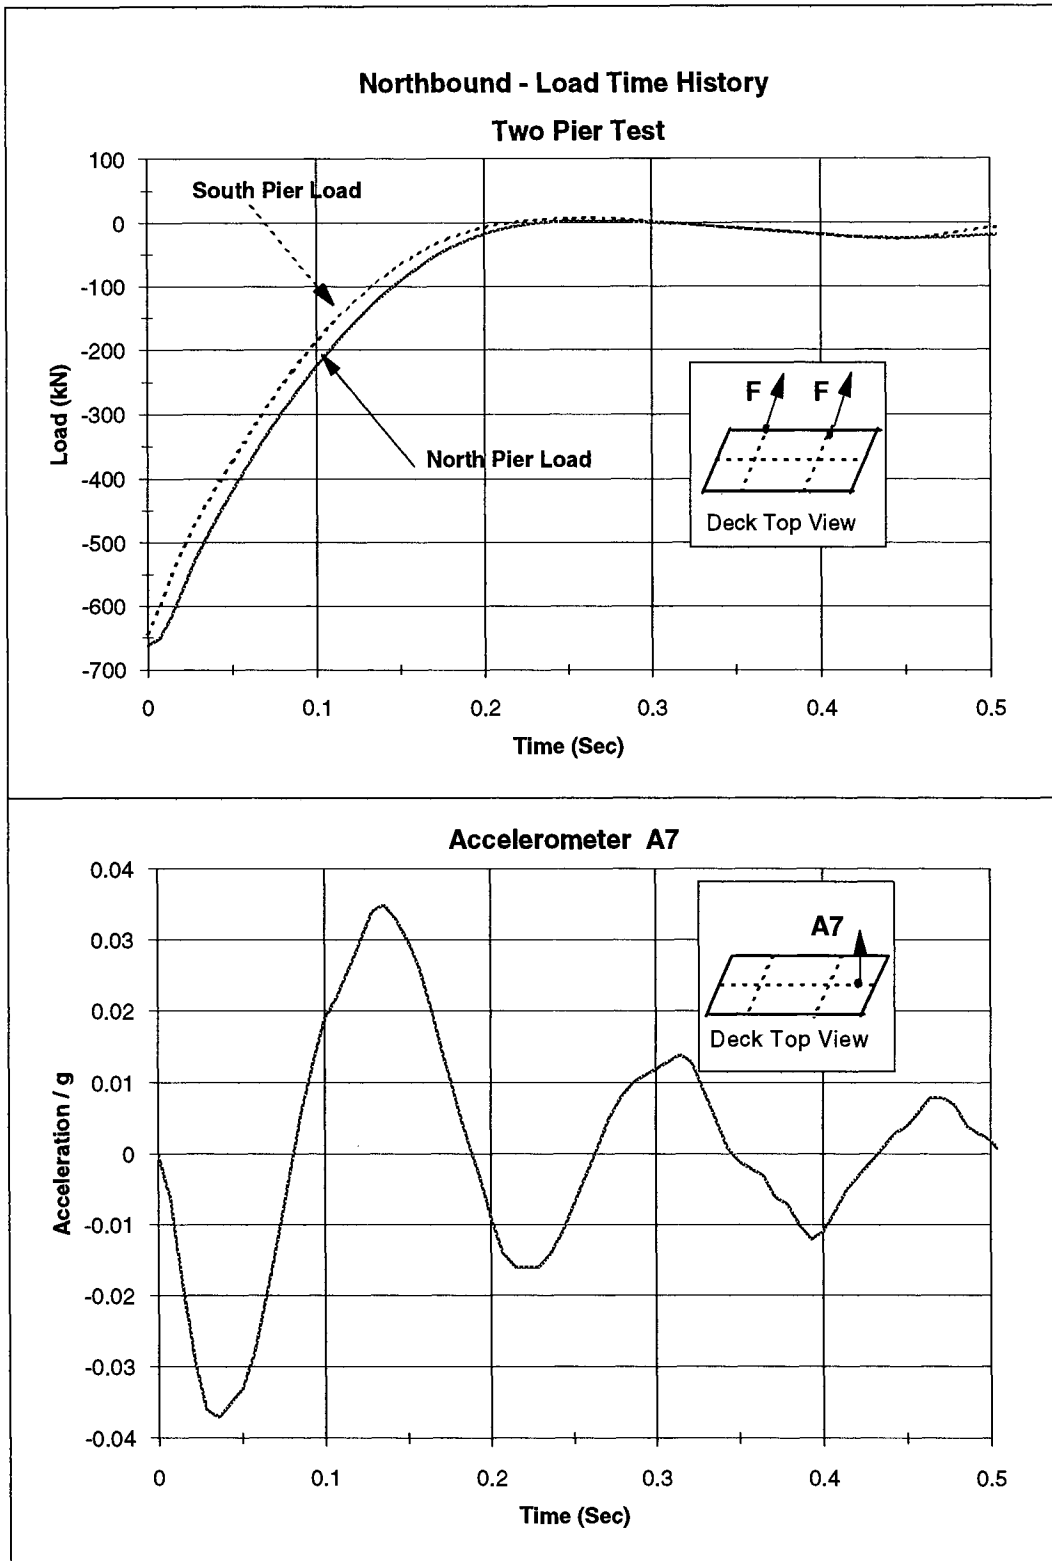 Northbound - Load Time History
Two Pier Test
100
0
-100
-200
-300
-400
-500
-600
-700
Load (kN)
South Pier Load
North Pier Load
F F
Deck Top View
0 0.1 0.2 0.3 0.4 0.5
Time (Sec)
Accelerometer A7
0.04
0.03
0.02
0.01
0
-0.01
-0.02
-0.03
-0.04
Acceleration / g
A7
Deck Top View
0 0.1 0.2 0.3 0.4 0.5
Time (Sec)